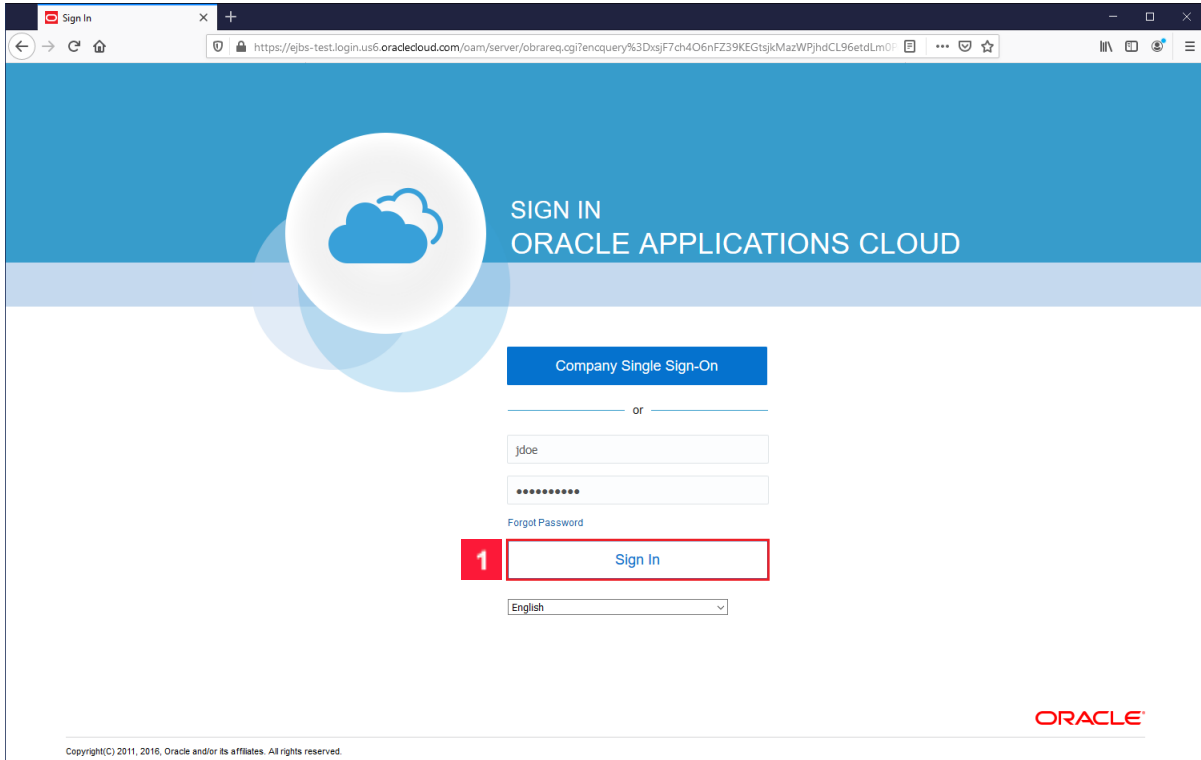 Sign In
https://ejbs-test.login.us6.oraclecloud.com/oam/server/obrareq.cgi?encquery%3DxsjF7ch4O6nFZ39KEGtsjkMazWPjhdCL96etdLm0F
SIGN IN
ORACLE APPLICATIONS CLOUD
Company Single Sign-On
or
jdoe
••••••••••
Forgot Password
1 Sign In
English
ORACLE
Copyright(C) 2011, 2016, Oracle and/or its affiliates. All rights reserved.